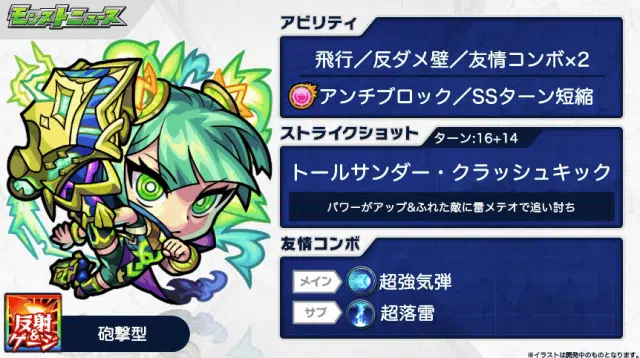 モンストニュース
アビリティ
飛行／反ダメ壁／友情コンボ×2
アンチブロック／SSターン短縮
ストライクショット
ターン:16+14
トールサンダー・クラッシュキック
パワーがアップ&ふれた敵に雷メテオで追い討ち
友情コンボ
メイン
超強気弾
サブ
超落雷
反射
&
ゲージ
砲撃型
※イラストは開発中のものとなります。